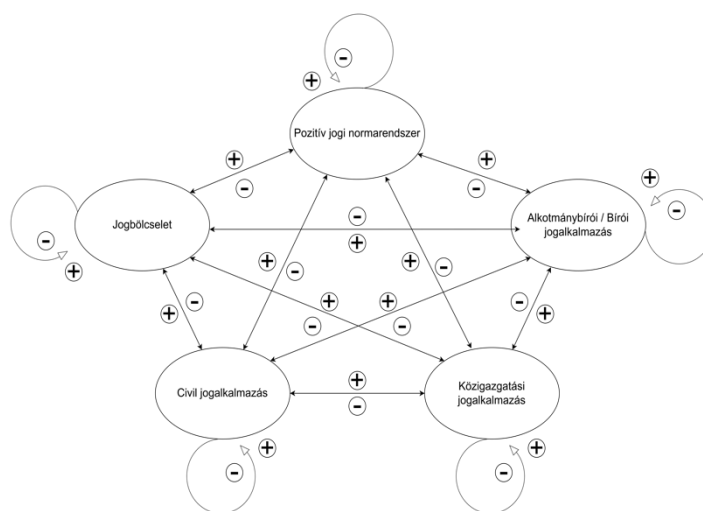 Pozitív jogi normarendszer
Jogbölcselet
Alkotmánybírói / Bírói
jogalkalmazás
Civil jogalkalmazás
Közigazgatási
jogalkalmazás